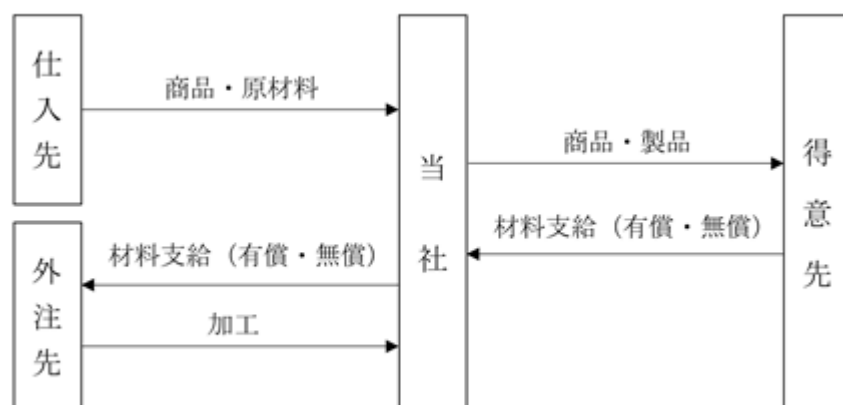 仕入先
商品・原材料
当社
商品・製品
得意先
材料支給（有償・無償）
外注先
材料支給（有償・無償）
加工